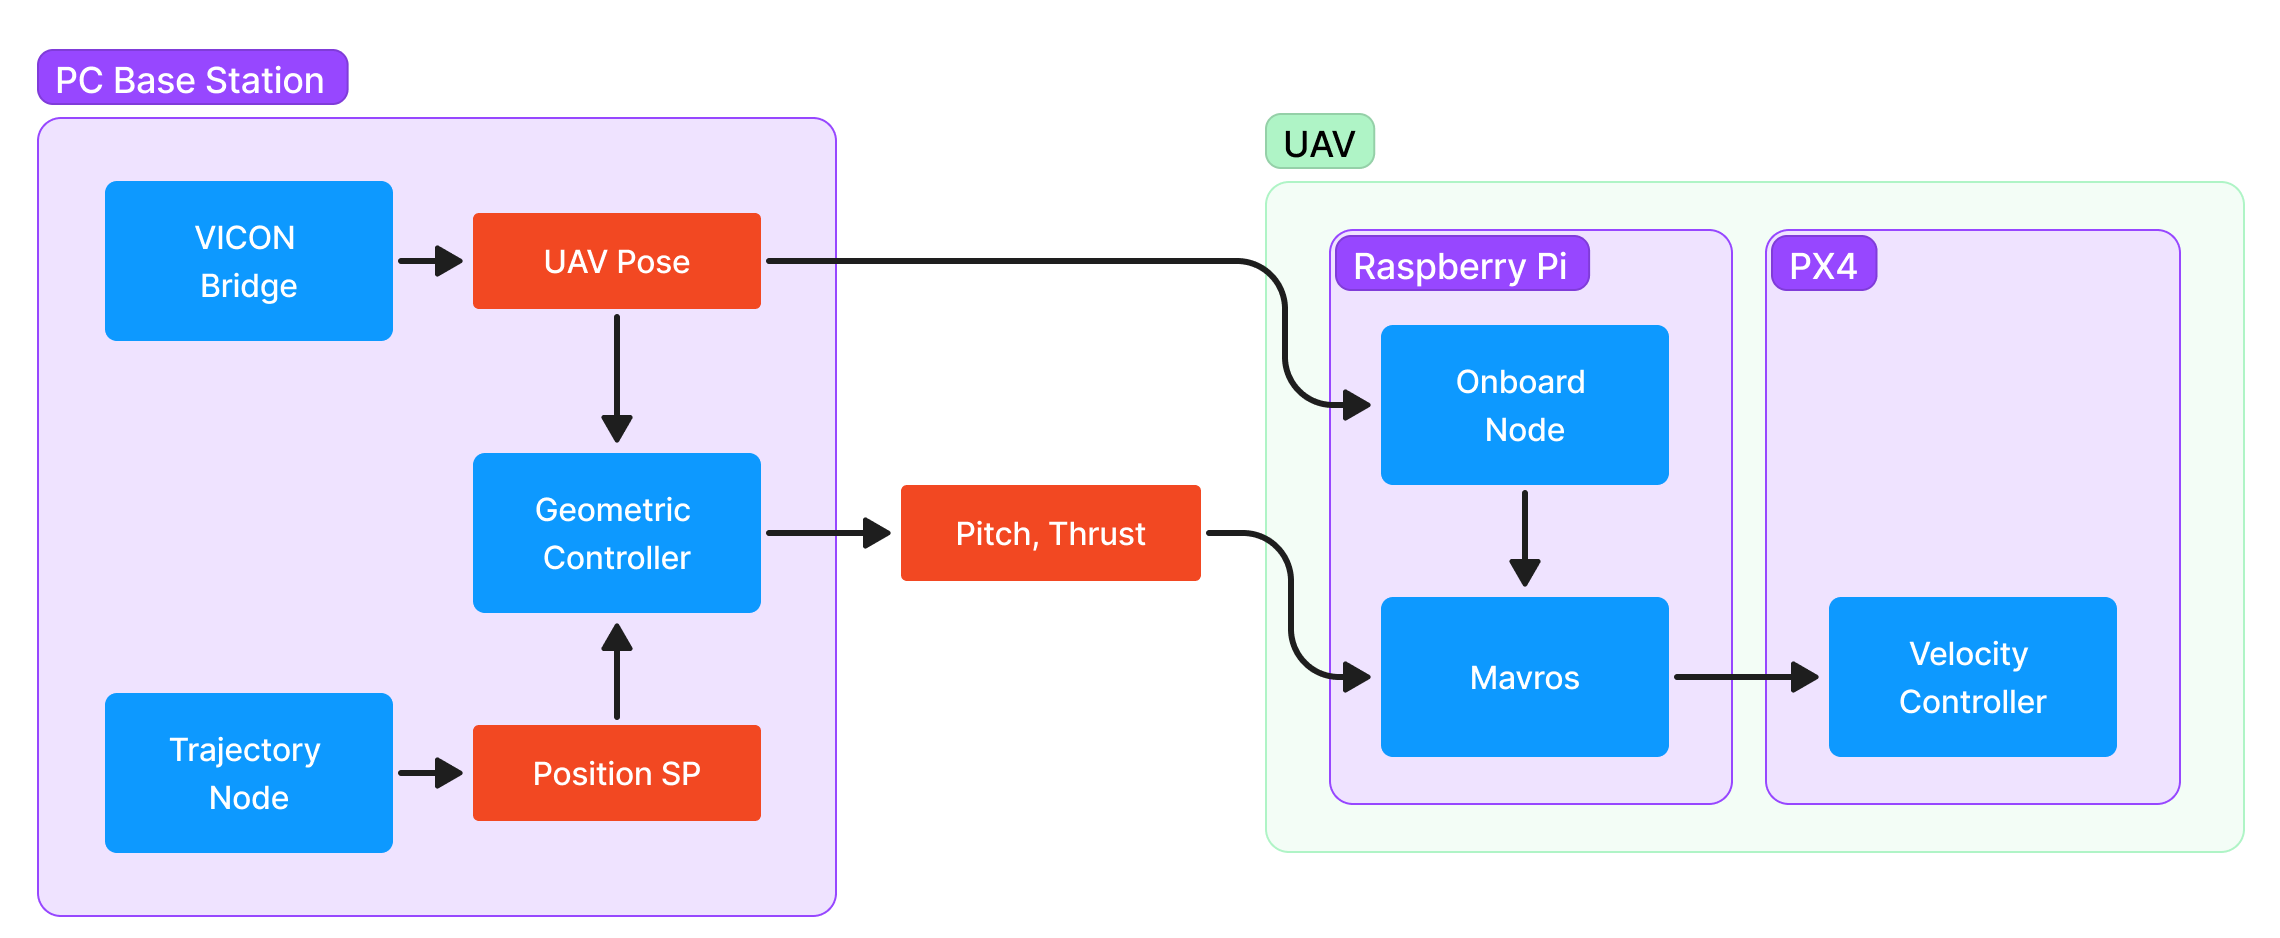 PC Base Station
VICON
Bridge
UAV Pose
Geometric
Controller
Trajectory
Node
Position SP
Pitch, Thrust
UAV
Raspberry Pi
Onboard
Node
Mavros
PX4
Velocity
Controller